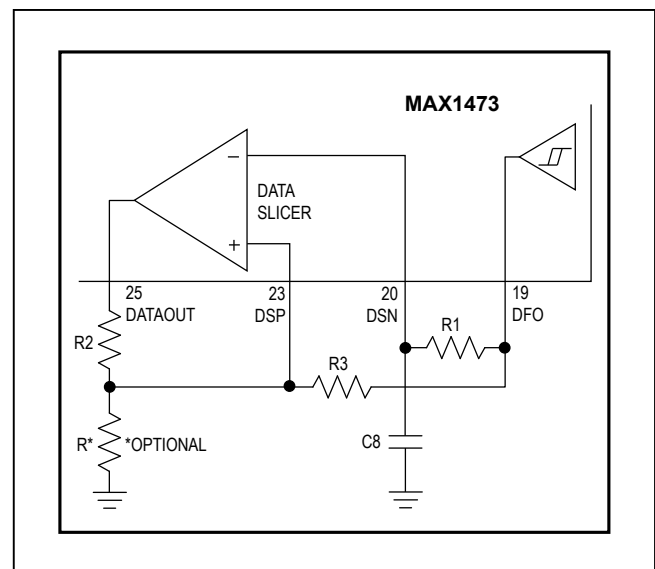 MAX1473
−
DATA
SLICER
+
25
DATAOUT
23
DSP
20
DSN
19
DFO
R1
R2
R3
R*
*OPTIONAL
C8